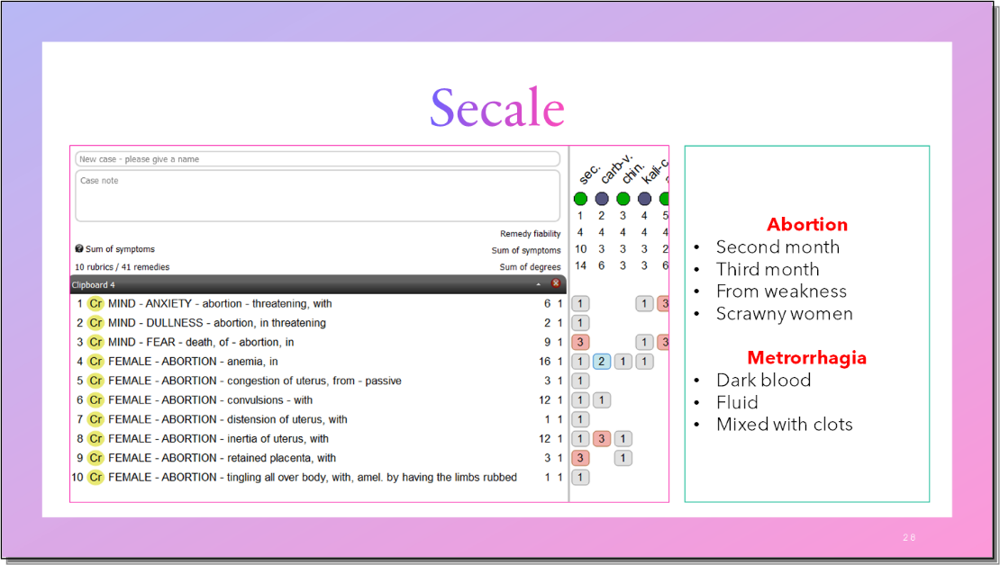 Secale
New case - please give a name
Case note
sec. carb-v. chin. kali-c.
1 2 3 4 5
Remedy fiability 4 4 4 4 4
? Sum of symptoms Sum of symptoms 10 3 3 3 2
10 rubrics / 41 remedies Sum of degrees 14 6 3 3 6
Clipboard 4
1 Cr MIND - ANXIETY - abortion - threatening, with 6 1 1 1 3
2 Cr MIND - DULLNESS - abortion, in threatening 2 1 1
3 Cr MIND - FEAR - death, of - abortion, in 9 1 3 1 3
4 Cr FEMALE - ABORTION - anemia, in 16 1 1 2 1 1
5 Cr FEMALE - ABORTION - congestion of uterus, from - passive 3 1 1
6 Cr FEMALE - ABORTION - convulsions - with 12 1 1 1
7 Cr FEMALE - ABORTION - distension of uterus, with 1 1 1
8 Cr FEMALE - ABORTION - inertia of uterus, with 12 1 1 3 1
9 Cr FEMALE - ABORTION - retained placenta, with 3 1 3 1
10 Cr FEMALE - ABORTION - tingling all over body, with, amel. by having the limbs rubbed 1 1 1
Abortion
• Second month
• Third month
• From weakness
• Scrawny women
Metrorrhagia
• Dark blood
• Fluid
• Mixed with clots
28